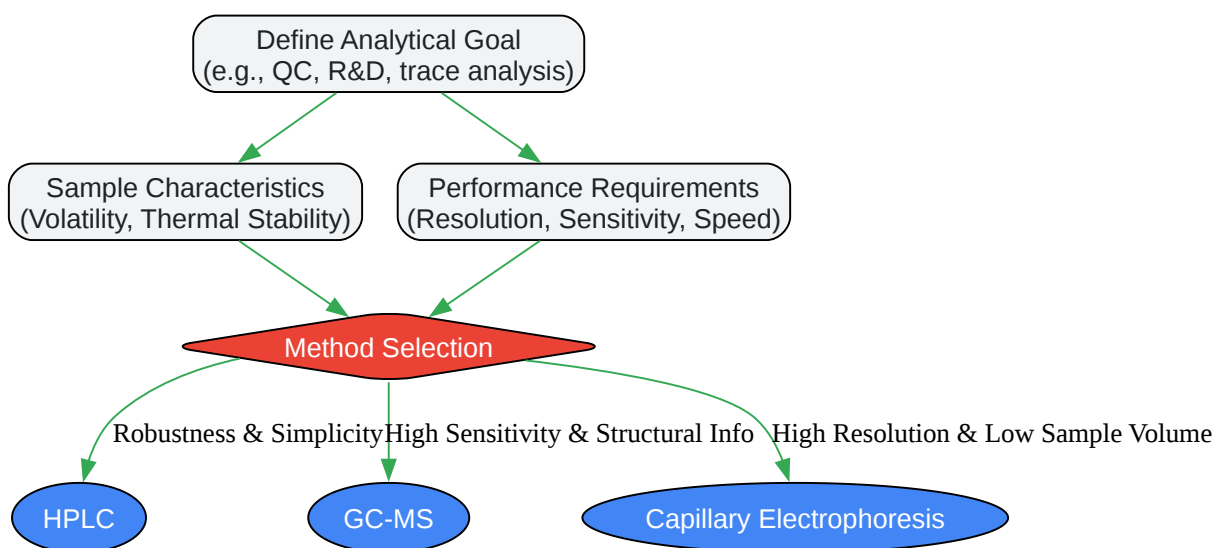 Define Analytical Goal
(e.g., QC, R&D, trace analysis)
Sample Characteristics
(Volatility, Thermal Stability)
Performance Requirements
(Resolution, Sensitivity, Speed)
Method Selection
Robustness & Simplicity
High Sensitivity & Structural Info
High Resolution & Low Sample Volume
HPLC
GC-MS
Capillary Electrophoresis